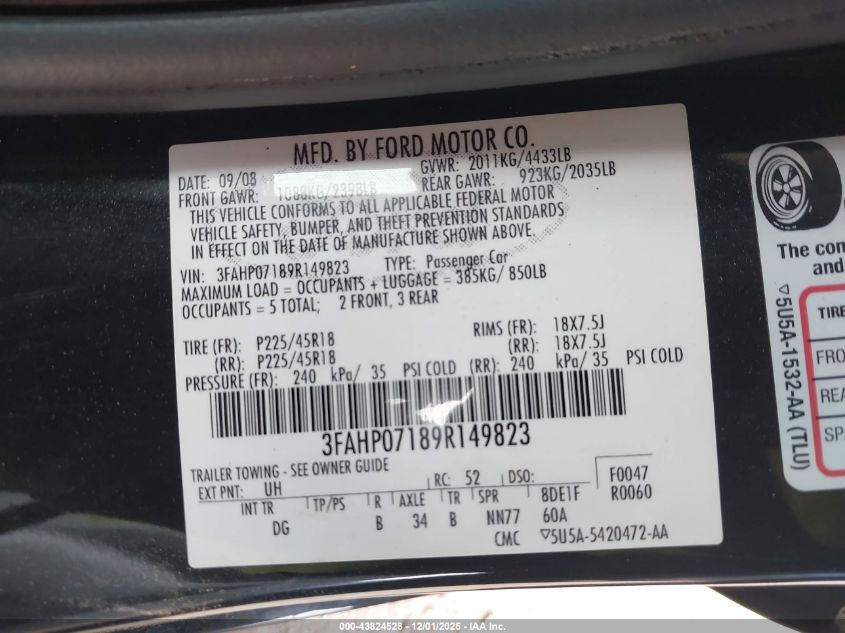 MFD. BY FORD MOTOR CO.
DATE: 09/08 GVWR: 2011KG/4433LB
FRONT GAWR: 1088KG/2398LB REAR GAWR: 923KG/2035LB
THIS VEHICLE CONFORMS TO ALL APPLICABLE FEDERAL MOTOR
VEHICLE SAFETY, BUMPER, AND THEFT PREVENTION STANDARDS
IN EFFECT ON THE DATE OF MANUFACTURE SHOWN ABOVE.
VIN: 3FAHP07189R149823 TYPE: Passenger Car
MAXIMUM LOAD = OCCUPANTS + LUGGAGE = 385KG/ 850LB
OCCUPANTS = 5 TOTAL; 2 FRONT, 3 REAR
TIRE (FR): P225/45R18 RIMS (FR): 18X7.5J
(RR): P225/45R18 (RR): 18X7.5J
PRESSURE (FR): 240 kPa/ 35 PSI COLD (RR): 240 kPa/ 35 PSI COLD
3FAHP07189R149823
TRAILER TOWING - SEE OWNER GUIDE
EXT PNT: UH RC: 52 DSO: F0047
INT TR TP/PS R AXLE TR SPR 8DE1F R0060
DG B 34 B NN77 60A
CMC ▽5U5A-5420472-AA
The con
and
▽5U5A-1532-AA (TLU)
TIRE
FRO
REA
SPA
000-43824528 - 12/01/2025 - IAA Inc.